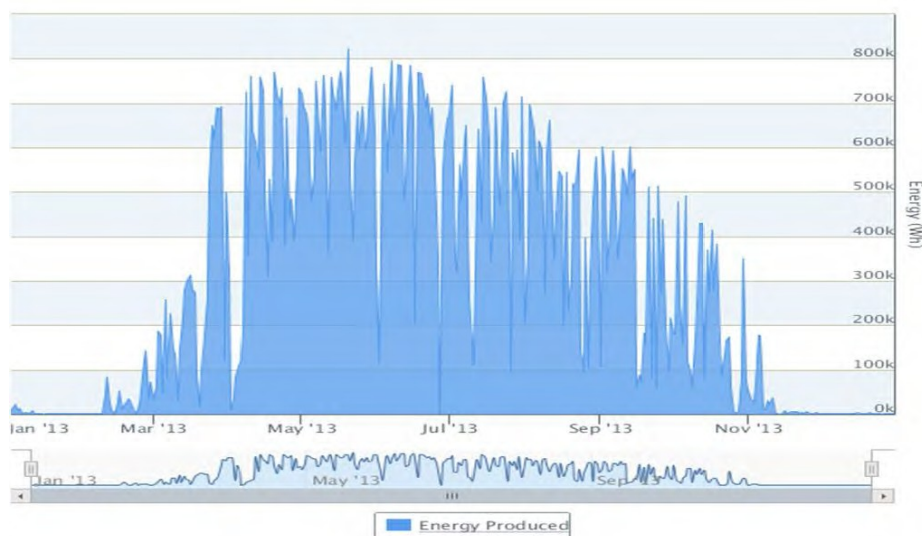 800k
700k
600k
500k
400k
300k
200k
100k
0k
Energy (Wh)
Jan '13 Mar '13 May '13 Jul '13 Sep '13 Nov '13
Jan '13 May '13 Sep '13
Energy Produced